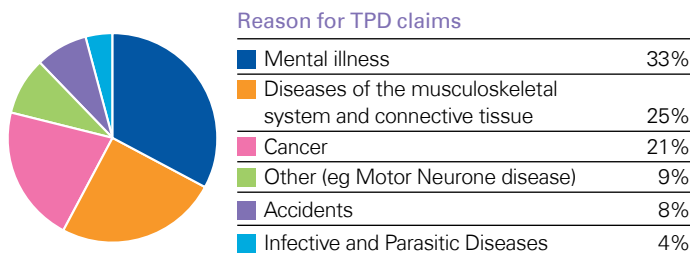 Reason for TPD claims
Mental illness 33%
Diseases of the musculoskeletal
system and connective tissue 25%
Cancer 21%
Other (eg Motor Neurone disease) 9%
Accidents 8%
Infective and Parasitic Diseases 4%